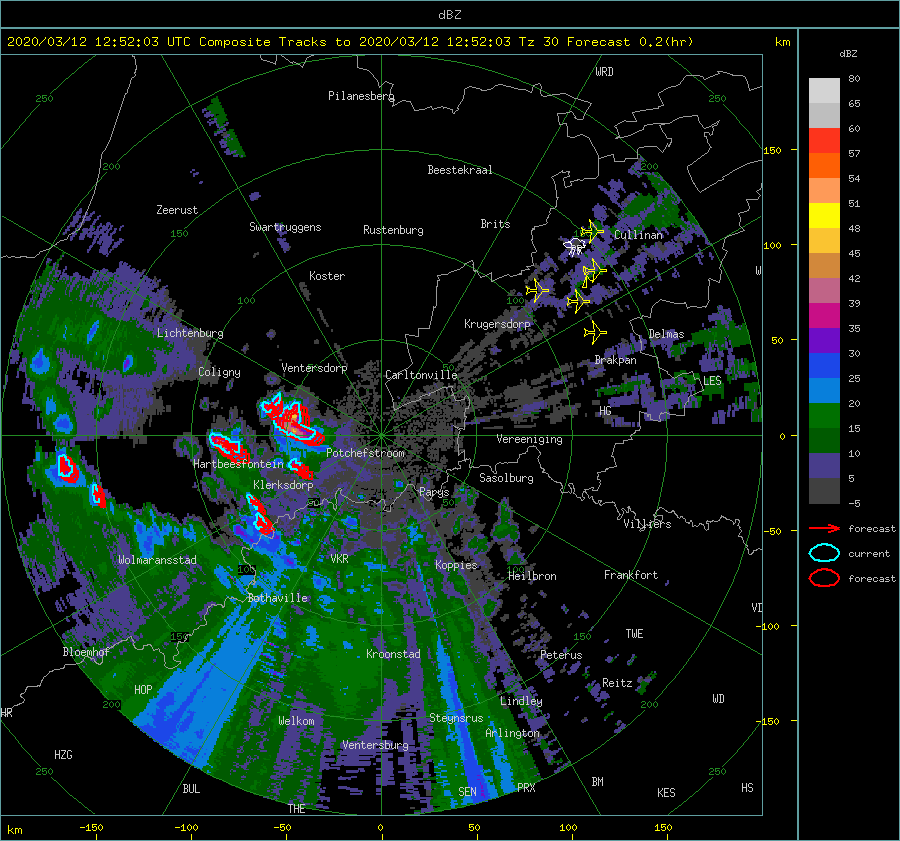 dBZ
2020/03/12 12:52:03 UTC Composite Tracks to 2020/03/12 12:52:03 Tz 30 Forecast 0.2(hr)
km
dBZ
WRD
80
250
Pilanesberg
250
65
60
150
57
200
Beestekraal
200
54
Zeerust
51
Swartruggens
Brits
150
Rustenburg
Cullinan
48
100
W
45
Koster
42
100
100
39
Krugersdorp
Lichtenburg
Delmas
35
50
Brakpan
30
Coligny
Ventersdorp
Carltonville
LES
25
HG
20
Vereeniging
0
15
Potchefstroom
10
Hartbeesfontein
Sasolburg
5
Klerksdorp
Parys
50
50
-5
Villiers
forecast
-50
Wolmaransstad
VKR
current
Koppies
100
100
Heilbron
Frankfort
forecast
Bothaville
VD
-100
150
150
TWE
Bloemhof
Kroonstad
Peterus
Reitz
HOP
WD
200
Lindley
200
HR
Welkom
Steynsrus
-150
Arlington
Ventersburg
HZG
250
250
BUL
SEN
PRX
BM
KES
HS
THE
km
-150
-100
-50
0
50
100
150